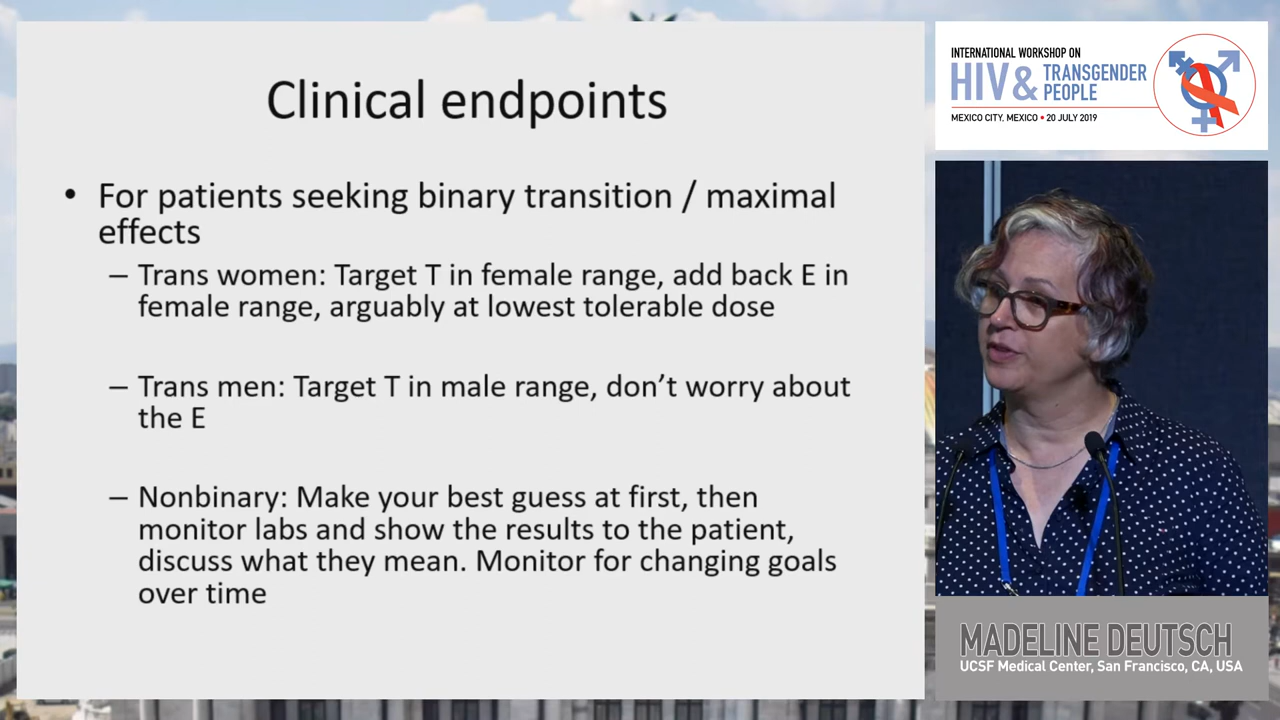 Clinical endpoints
• For patients seeking binary transition / maximal
effects
– Trans women: Target T in female range, add back E in
female range, arguably at lowest tolerable dose
– Trans men: Target T in male range, don’t worry about
the E
– Nonbinary: Make your best guess at first, then
monitor labs and show the results to the patient,
discuss what they mean. Monitor for changing goals
over time
INTERNATIONAL WORKSHOP ON
HIV & TRANSGENDER
PEOPLE
MEXICO CITY, MEXICO • 20 JULY 2019
MADELINE DEUTSCH
UCSF Medical Center, San Francisco, CA, USA